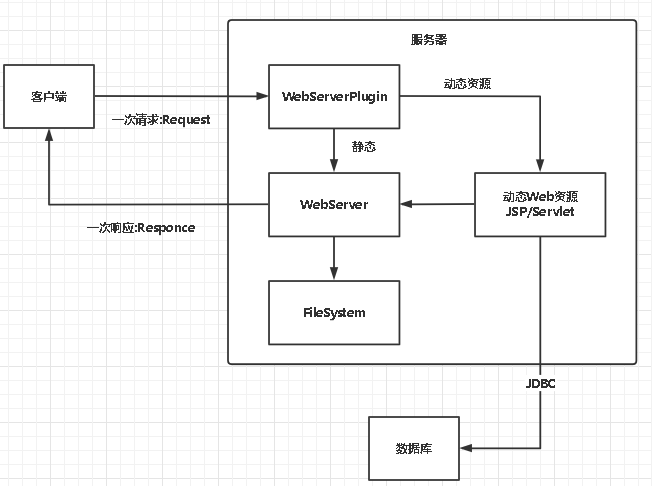 服务器
客户端
WebServerPlugin
动态资源
一次请求:Request
静态
WebServer
动态Web资源
JSP/Servlet
一次响应:Responce
FileSystem
JDBC
数据库